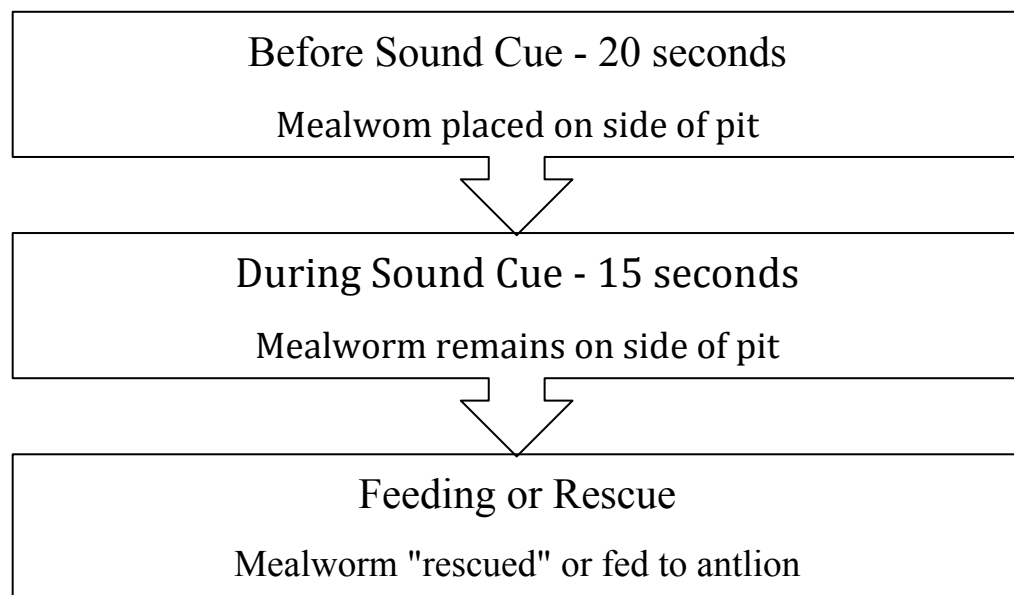 Before Sound Cue - 20 seconds
Mealwom placed on side of pit
During Sound Cue - 15 seconds
Mealworm remains on side of pit
Feeding or Rescue
Mealworm "rescued" or fed to antlion